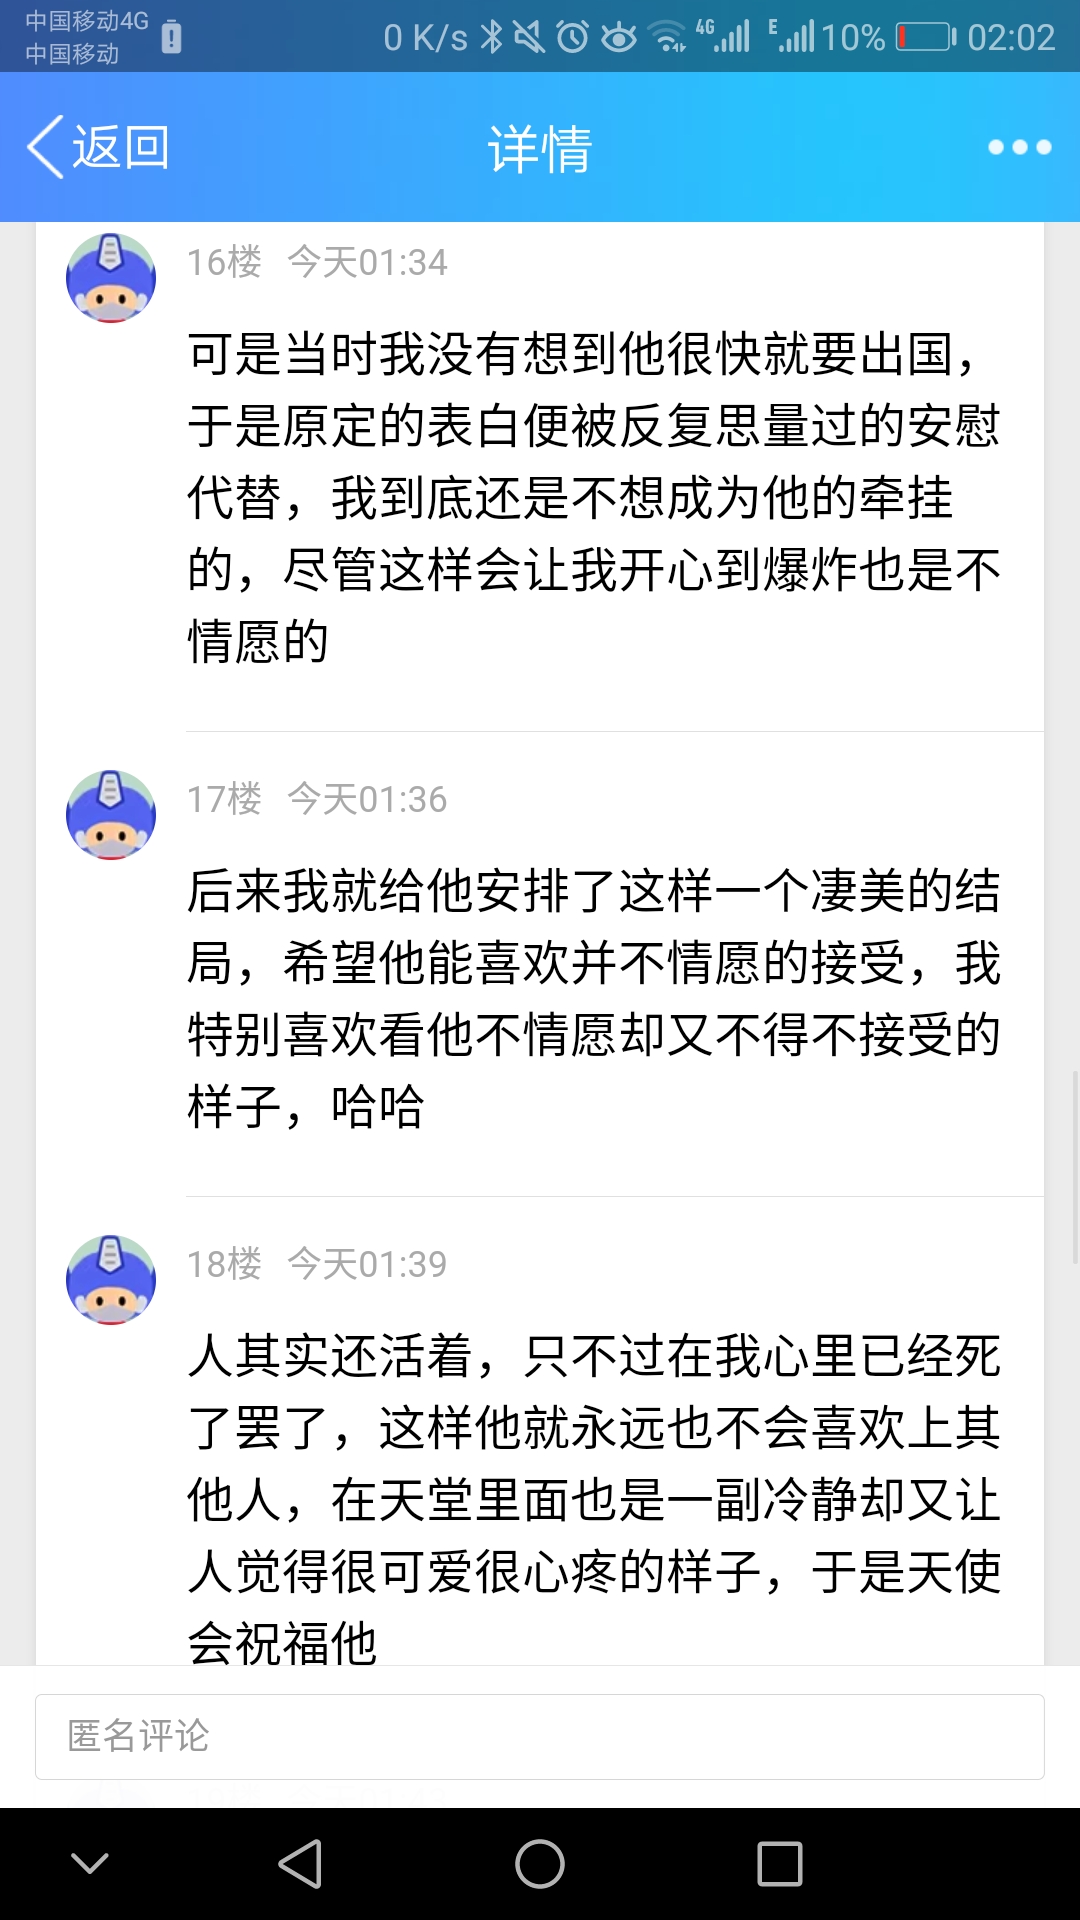 中国移动4G
中国移动
0 K/s 4G E 10% 02:02
返回 详情
16楼 今天01:34
可是当时我没有想到他很快就要出国，
于是原定的表白便被反复思量过的安慰
代替，我到底还是不想成为他的牵挂
的，尽管这样会让我开心到爆炸也是不
情愿的
17楼 今天01:36
后来我就给他安排了这样一个凄美的结
局，希望他能喜欢并不情愿的接受，我
特别喜欢看他不情愿却又不得不接受的
样子，哈哈
18楼 今天01:39
人其实还活着，只不过在我心里已经死
了罢了，这样他就永远也不会喜欢上其
他人，在天堂里面也是一副冷静却又让
人觉得很可爱很心疼的样子，于是天使
会祝福他
匿名评论